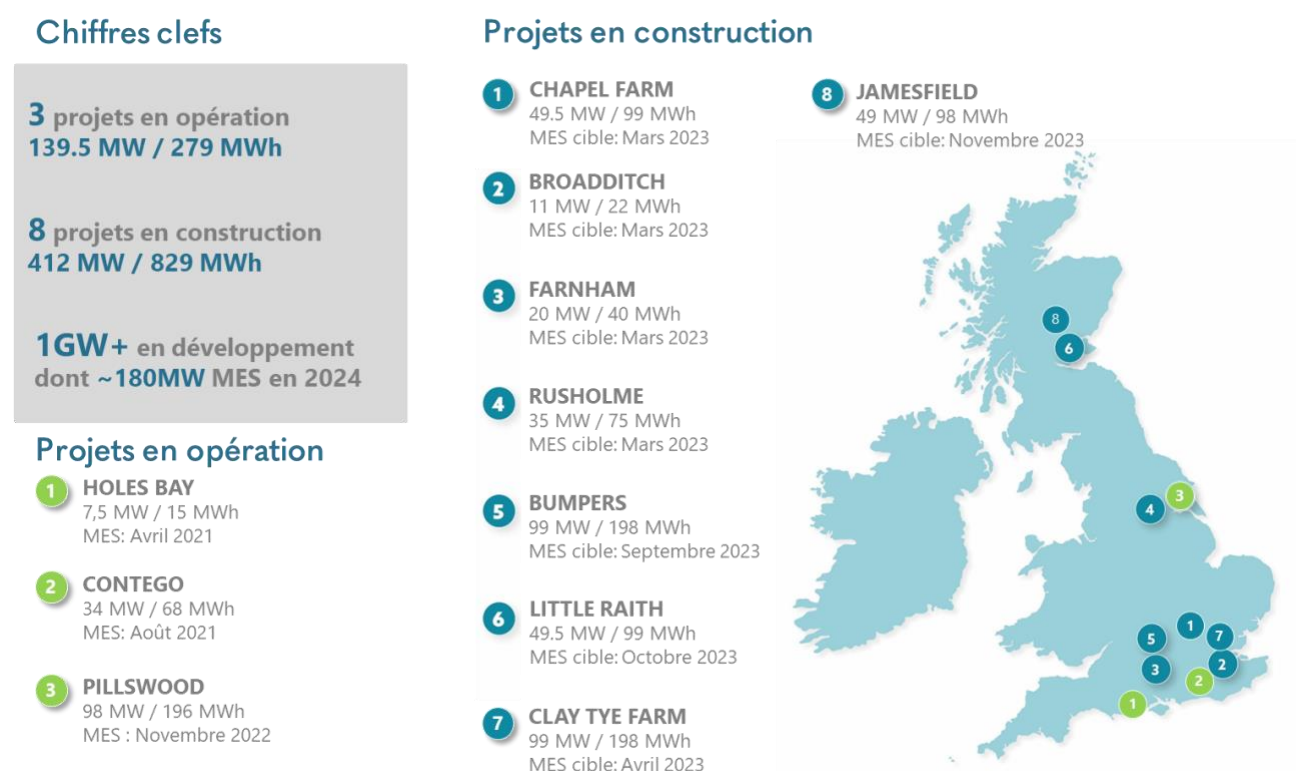 Chiffres clefs
3 projets en opération
139.5 MW / 279 MWh
8 projets en construction
412 MW / 829 MWh
1GW+ en développement
dont ~180MW MES en 2024
Projets en opération
1 HOLES BAY
7,5 MW / 15 MWh
MES: Avril 2021
2 CONTEGO
34 MW / 68 MWh
MES: Août 2021
3 PILLSWOOD
98 MW / 196 MWh
MES : Novembre 2022
Projets en construction
1 CHAPEL FARM
49.5 MW / 99 MWh
MES cible: Mars 2023
2 BROADDITCH
11 MW / 22 MWh
MES cible: Mars 2023
3 FARNHAM
20 MW / 40 MWh
MES cible: Mars 2023
4 RUSHOLME
35 MW / 75 MWh
MES cible: Mars 2023
5 BUMPERS
99 MW / 198 MWh
MES cible: Septembre 2023
6 LITTLE RAITH
49.5 MW / 99 MWh
MES cible: Octobre 2023
7 CLAY TYE FARM
99 MW / 198 MWh
MES cible: Avril 2023
8 JAMESFIELD
49 MW / 98 MWh
MES cible: Novembre 2023
8
6
3
4
1
7
5
2
3
2
1